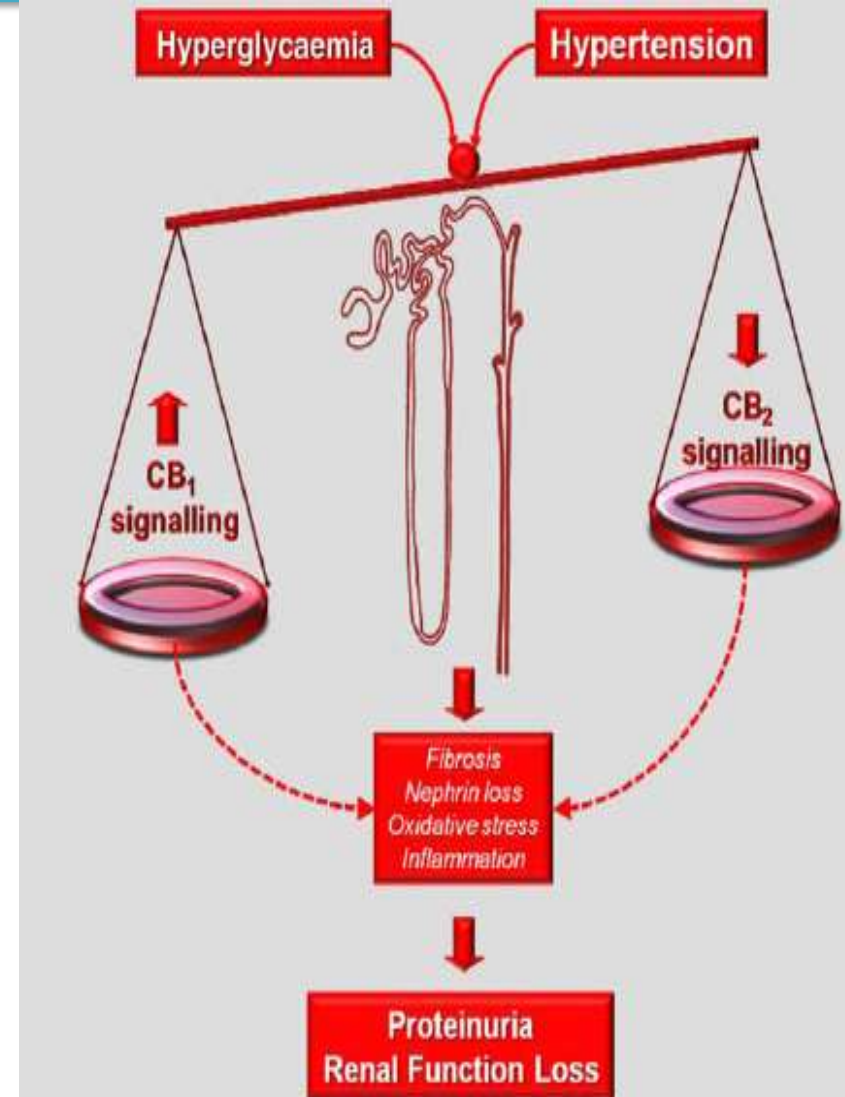 Hyperglycaemia
Hypertension
CB₁
signalling
CB₂
signalling
Fibrosis
Nephrin loss
Oxidative stress
Inflammation
Proteinuria
Renal Function Loss